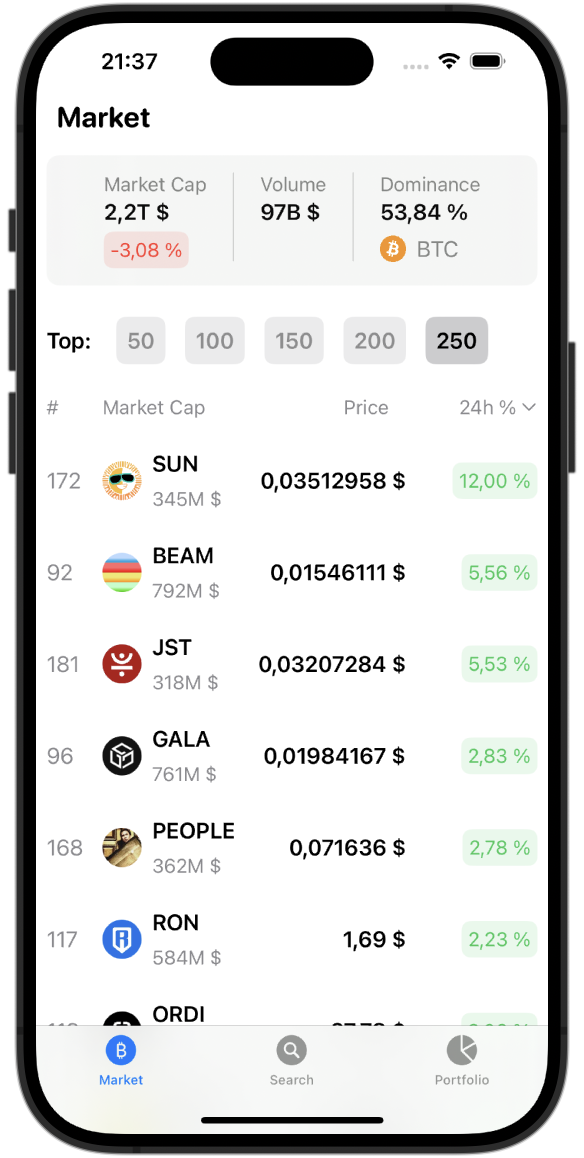 21:37
Market
Market Cap Volume Dominance
2,2T $ 97B $ 53,84 %
-3,08 % BTC
Top: 50 100 150 200 250
# Market Cap Price 24h %
172 SUN 0,03512958 $ 12,00 %
345M $
92 BEAM 0,01546111 $ 5,56 %
792M $
181 JST 0,03207284 $ 5,53 %
318M $
96 GALA 0,01984167 $ 2,83 %
761M $
168 PEOPLE 0,071636 $ 2,78 %
362M $
117 RON 1,69 $ 2,23 %
584M $
ORDI
Market Search Portfolio